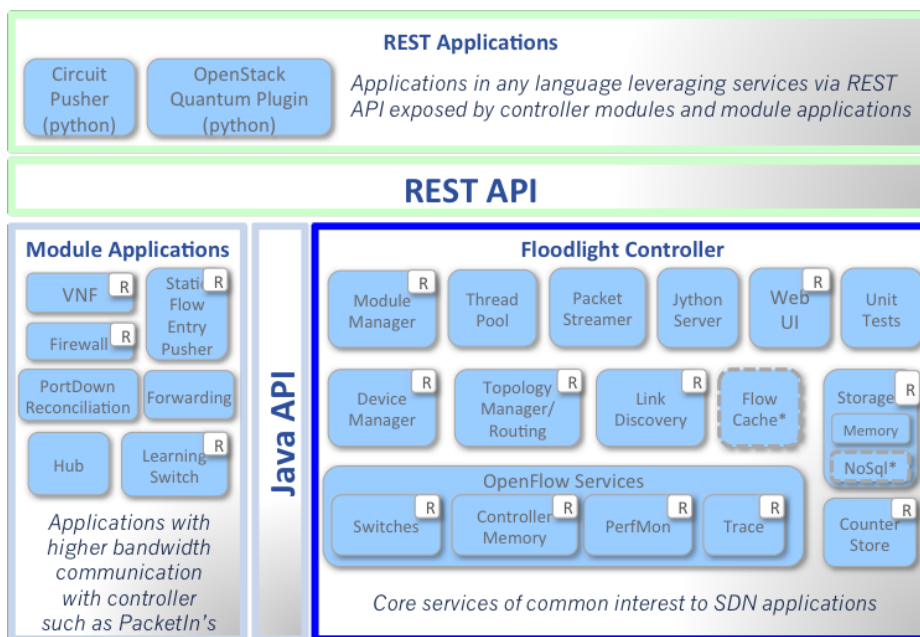 REST Applications
Circuit
Pusher
(python)
OpenStack
Quantum Plugin
(python)
Applications in any language leveraging services via REST
API exposed by controller modules and module applications
REST API
Module Applications
VNF
R
Static
Flow
Entry
Pusher
R
Firewall
R
PortDown
Reconciliation
Forwarding
Hub
Learning
Switch
R
Applications with
higher bandwidth
communication
with controller
such as PacketIn's
Java API
Floodlight Controller
Module
Manager
R
Thread
Pool
Packet
Streamer
Jython
Server
Web
UI
R
Unit
Tests
Device
Manager
R
Topology
Manager/
Routing
R
Link
Discovery
R
Flow
Cache*
Storage
R
Memory
NoSql*
OpenFlow Services
Switches
R
Controller
Memory
R
PerfMon
R
Trace
R
Counter
Store
R
Core services of common interest to SDN applications